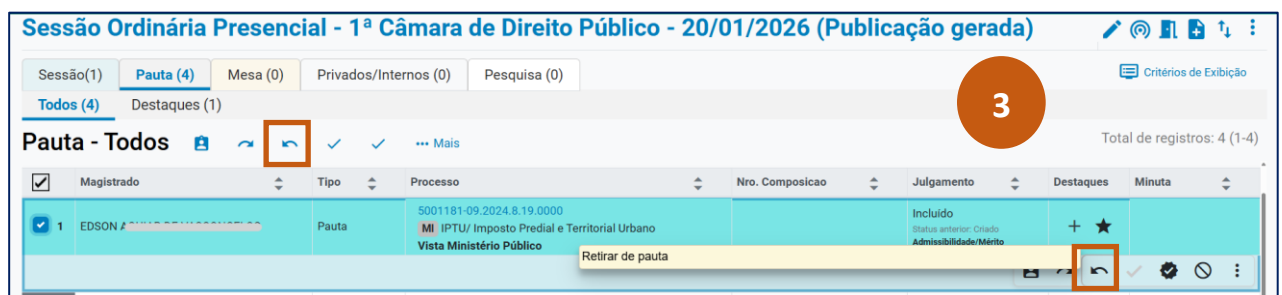 Sessão Ordinária Presencial - 1ª Câmara de Direito Público - 20/01/2026 (Publicação gerada)
Sessão(1) Pauta (4) Mesa (0) Privados/Internos (0) Pesquisa (0) Critérios de Exibição
Todos (4) Destaques (1)
3
Pauta - Todos ••• Mais Total de registros: 4 (1-4)
Magistrado Tipo Processo Nro. Composicao Julgamento Destaques Minuta
1 EDSON Pauta 5001181-09.2024.8.19.0000 Incluído
MI IPTU/ Imposto Predial e Territorial Urbano Status anterior: Criado
Vista Ministério Público Admissibilidade/Mérito
Retirar de pauta